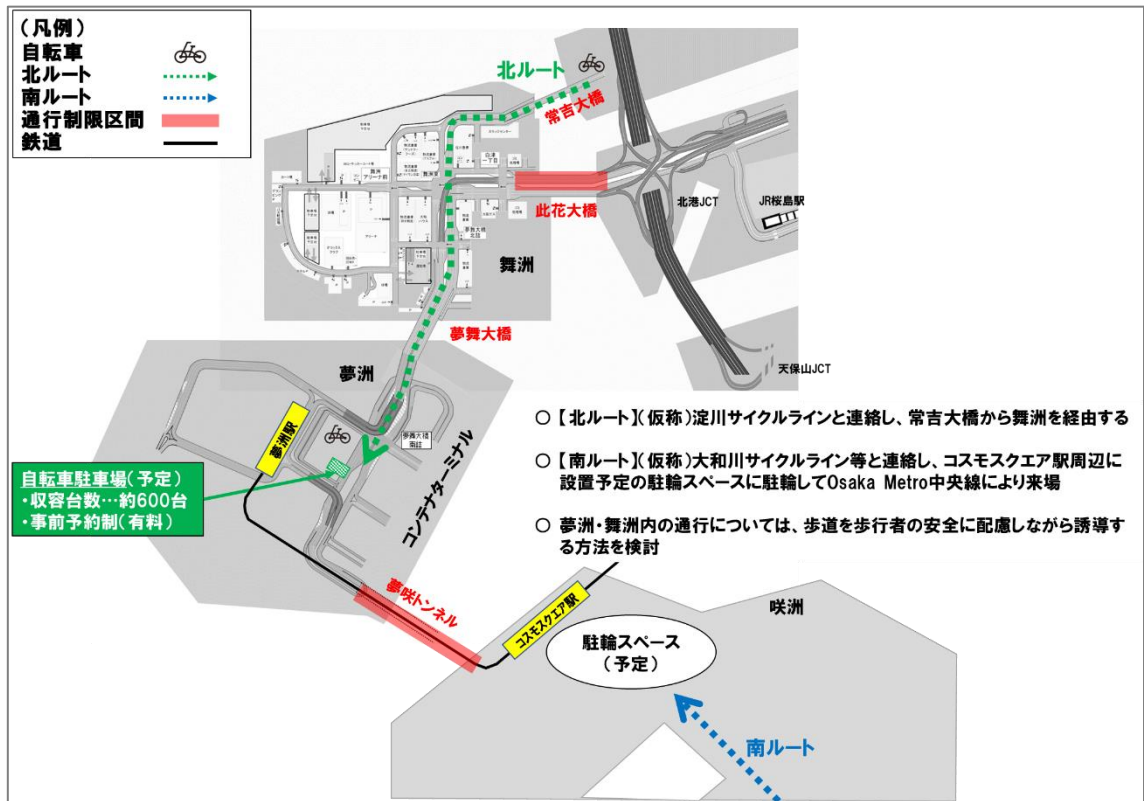 (凡例)
自転車
北ルート
南ルート
通行制限区間
鉄道
北ルート
常吉大橋
此花大橋
北港JCT
JR桜島駅
舞洲
夢舞大橋
天保山JCT
夢洲
夢洲駅
夢舞大橋
南詰
コンテナターミナル
自転車駐車場(予定)
・収容台数…約600台
・事前予約制(有料)
○ 【北ルート】(仮称)淀川サイクルラインと連絡し、常吉大橋から舞洲を経由する
○ 【南ルート】(仮称)大和川サイクルライン等と連絡し、コスモスクエア駅周辺に
設置予定の駐輪スペースに駐輪してOsaka Metro中央線により来場
○ 夢洲・舞洲内の通行については、歩道を歩行者の安全に配慮しながら誘導す
る方法を検討
夢咲トンネル
コスモスクエア駅
咲洲
駐輪スペース
(予定)
南ルート